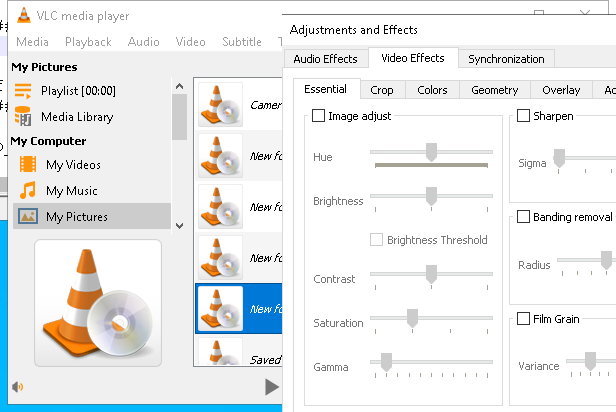 VLC media player
Media Playback Audio Video Subtitle
My Pictures
Playlist [00:00]
Media Library
My Computer
My Videos
My Music
My Pictures
Camer
New fo
New fo
New fo
New fo
Saved
Adjustments and Effects
Audio Effects Video Effects Synchronization
Essential Crop Colors Geometry Overlay
Image adjust
Hue
Brightness
Brightness Threshold
Contrast
Saturation
Gamma
Sharpen
Sigma
Banding removal
Radius
Film Grain
Variance